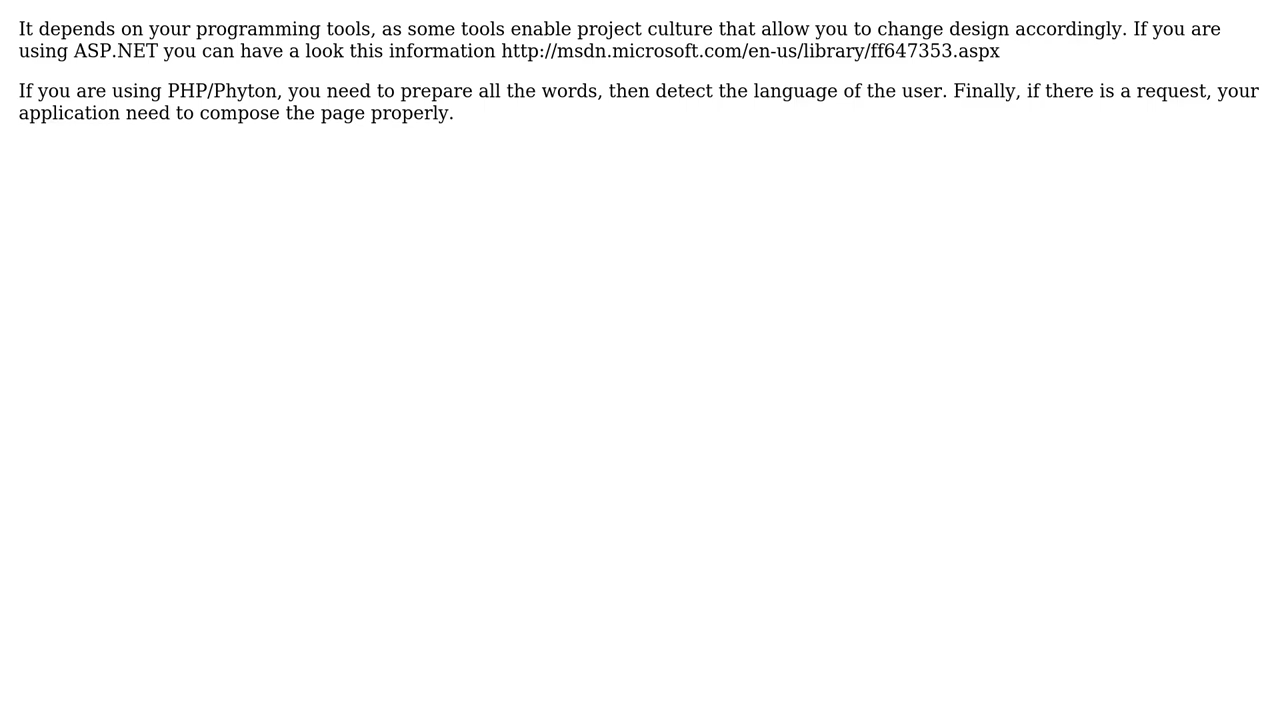 It depends on your programming tools, as some tools enable project culture that allow you to change design accordingly. If you are
using ASP.NET you can have a look this information http://msdn.microsoft.com/en-us/library/ff647353.aspx
If you are using PHP/Phyton, you need to prepare all the words, then detect the language of the user. Finally, if there is a request, your
application need to compose the page properly.